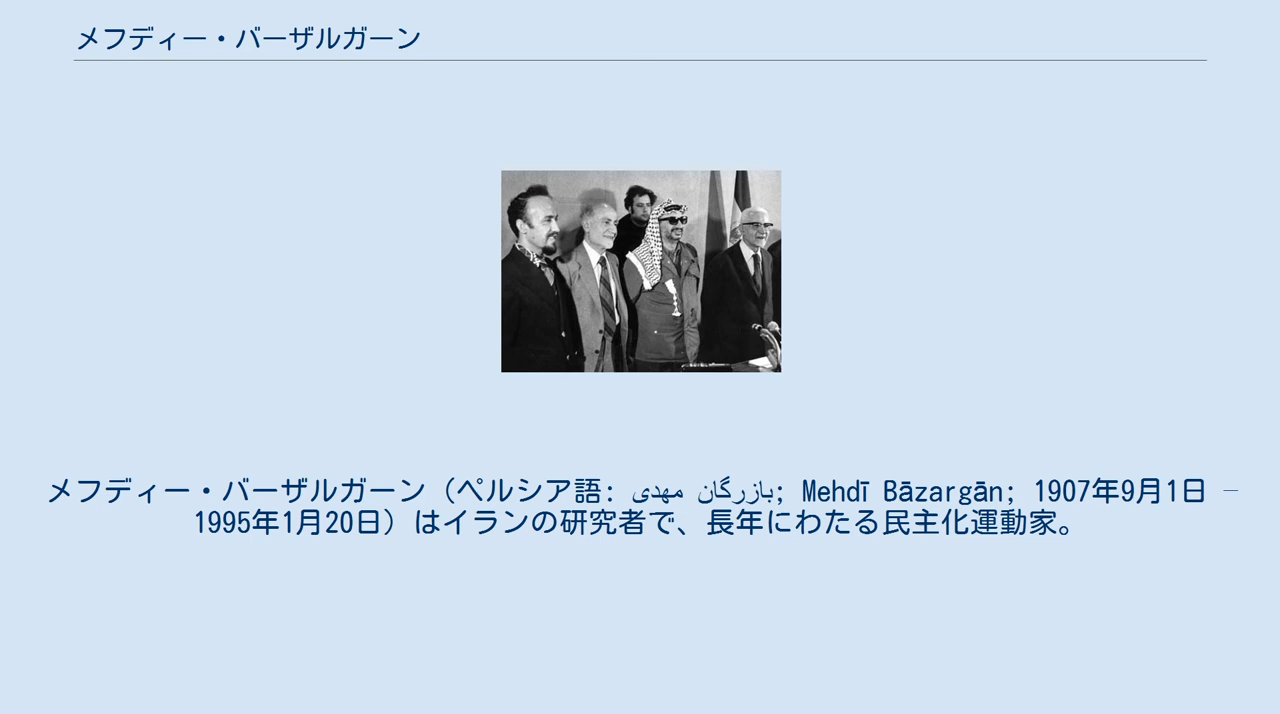 メフディー・バーザルガーン
メフディー・バーザルガーン（ペルシア語: بازرگان مهدی; Mehdī Bāzargān; 1907年9月1日 –
1995年1月20日）はイランの研究者で、長年にわたる民主化運動家。